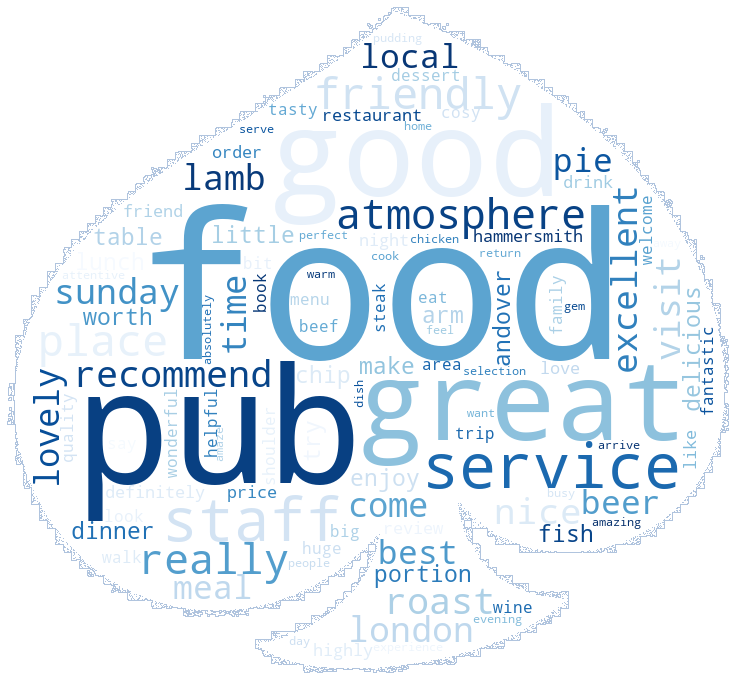 pudding
local
dessert
friendly
tasty
restaurant
cosy
good
home
serve
order
pie
lamb
drink
excellent
welcome
friend
atmosphere
table
little
perfect
night
chicken
hammersmith
lunch
bit
cook
return
attentive
food
warm
visit
sunday
time
book
menu
steak
eat
andover
family
gem
worth
absolutely
beef
arm
feel
place
delicious
fantastic
recommend
chip
make
area
selection
love
great
lovely
pub
dish
quality
wonderful
helpful
amaze
shoulder
try
want
say
trip
like
arrive
service
definitely
price
enjoy
busy
look
staff
come
nice
beer
amazing
dinner
big
review
fish
walk
really
huge
people
best
meal
portion
roast
wine
london
evening
day
highly
experience